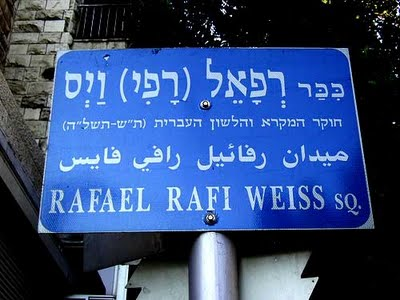 כִּכַּר רְפָאֵל (רָפִי) וַיְס
חוקר המקרא והלשון העברית (ת"ש-תשל"ה)
ميدان رفائيل رافي فايس
RAFAEL RAFI WEISS SQ.